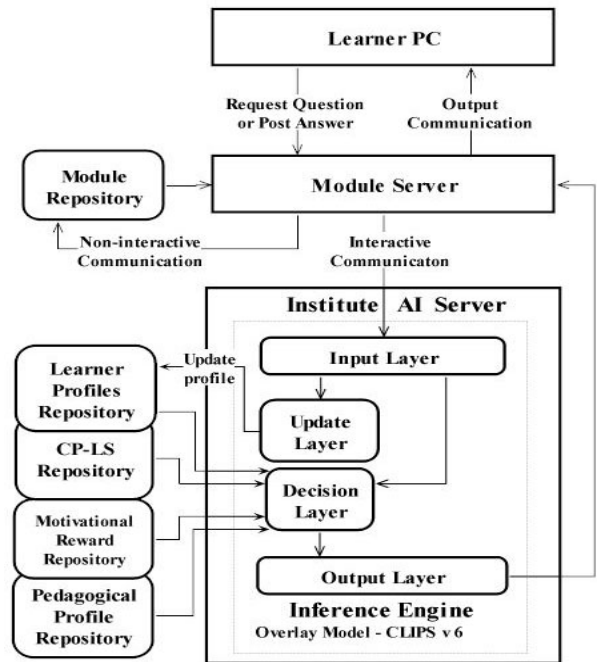 Learner PC
Request Question
or Post Answer
Output
Communication
Module
Repository
Module Server
Non-interactive
Communication
Interactive
Communicaton
Institute AI Server
Input Layer
Update
profile
Learner
Profiles
Repository
Update
Layer
CP-LS
Repository
Decision
Layer
Motivational
Reward
Repository
Output Layer
Pedagogical
Profile
Repository
Inference Engine
Overlay Model - CLIPS v 6